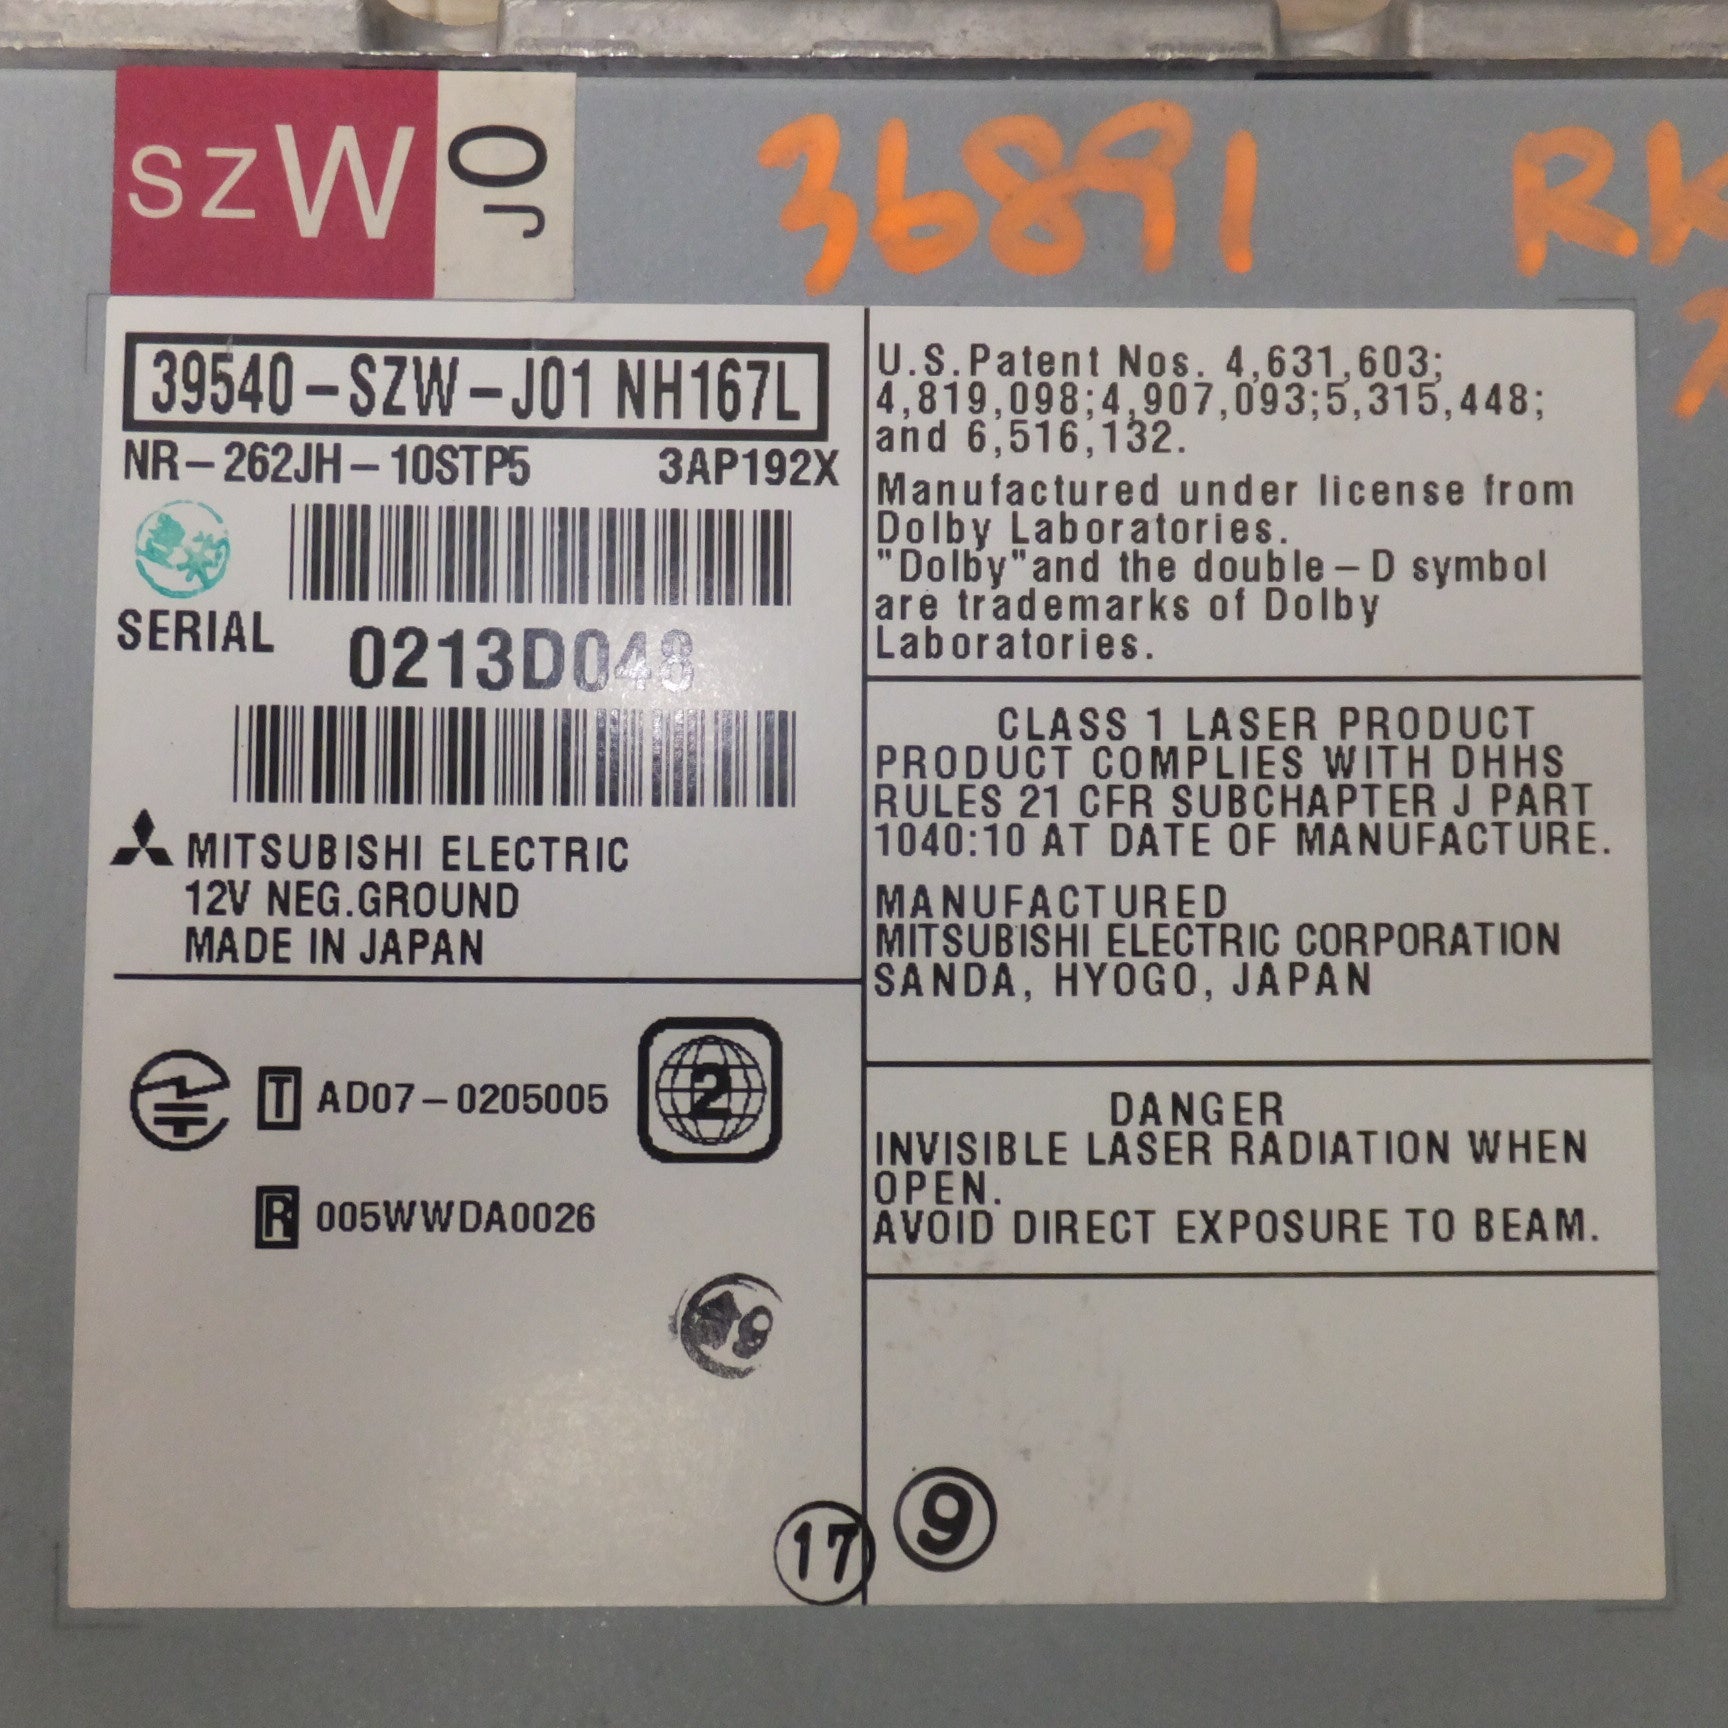 SZW JO
36891 RK
39540-SZW-J01 NH167L
NR-262JH-10STP5 3AP192X
SERIAL 0213D048
MITSUBISHI ELECTRIC
12V NEG.GROUND
MADE IN JAPAN
T AD07-0205005
2
R 005WWDA0026
17
U.S.Patent Nos. 4,631,603;
4,819,098;4,907,093;5,315,448;
and 6,516,132.
Manufactured under license from
Dolby Laboratories.
"Dolby"and the double-D symbol
are trademarks of Dolby
Laboratories.
CLASS 1 LASER PRODUCT
PRODUCT COMPLIES WITH DHHS
RULES 21 CFR SUBCHAPTER J PART
1040:10 AT DATE OF MANUFACTURE.
MANUFACTURED
MITSUBISHI ELECTRIC CORPORATION
SANDA, HYOGO, JAPAN
DANGER
INVISIBLE LASER RADIATION WHEN
OPEN.
AVOID DIRECT EXPOSURE TO BEAM.
9